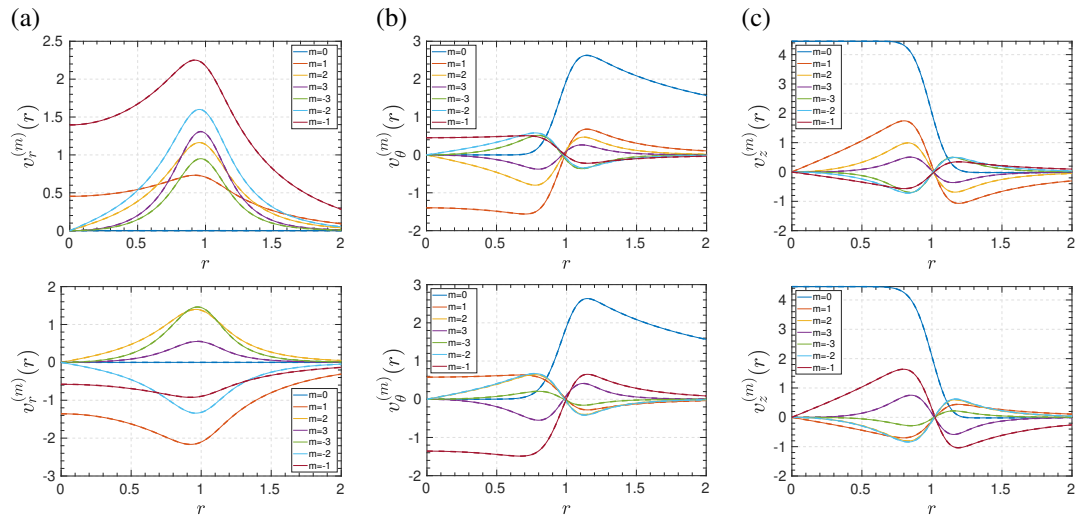 (a)
(b)
(c)
2.5
2
1.5
1
0.5
0
0
0.5
1
1.5
2
r
v_r^{(m)}(r)
m=0
m=1
m=2
m=3
m=-3
m=-2
m=-1
3
2
1
0
-1
-2
0
0.5
1
1.5
2
r
v_θ^{(m)}(r)
m=0
m=1
m=2
m=3
m=-3
m=-2
m=-1
4
3
2
1
0
-1
-2
0
0.5
1
1.5
2
r
v_z^{(m)}(r)
m=0
m=1
m=2
m=3
m=-3
m=-2
m=-1
2
1
0
-1
-2
-3
0
0.5
1
1.5
2
r
v_r^{(m)}(r)
m=0
m=1
m=2
m=3
m=-3
m=-2
m=-1
3
2
1
0
-1
-2
0
0.5
1
1.5
2
r
v_θ^{(m)}(r)
m=0
m=1
m=2
m=3
m=-3
m=-2
m=-1
4
3
2
1
0
-1
-2
0
0.5
1
1.5
2
r
v_z^{(m)}(r)
m=0
m=1
m=2
m=3
m=-3
m=-2
m=-1